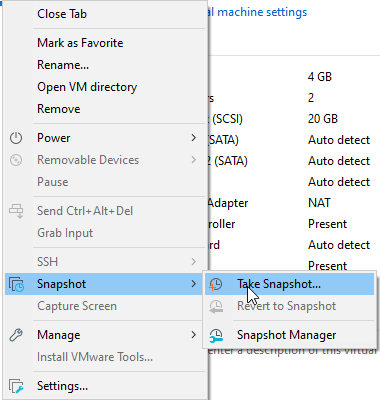 Close Tab
al machine settings
Mark as Favorite
Rename...
Open VM directory
Remove
4 GB
rs 2
k (SCSI) 20 GB
Power
(SATA) Auto detect
Removable Devices
2 (SATA) Auto detect
Pause
Auto detect
Send Ctrl+Alt+Del
Adapter NAT
Grab Input
roller Present
ard Auto detect
SSH
Present
Snapshot
Take Snapshot...
Capture Screen
Revert to Snapshot
Manage
Snapshot Manager
Install VMware Tools...
enter a description of this virtual
Settings...